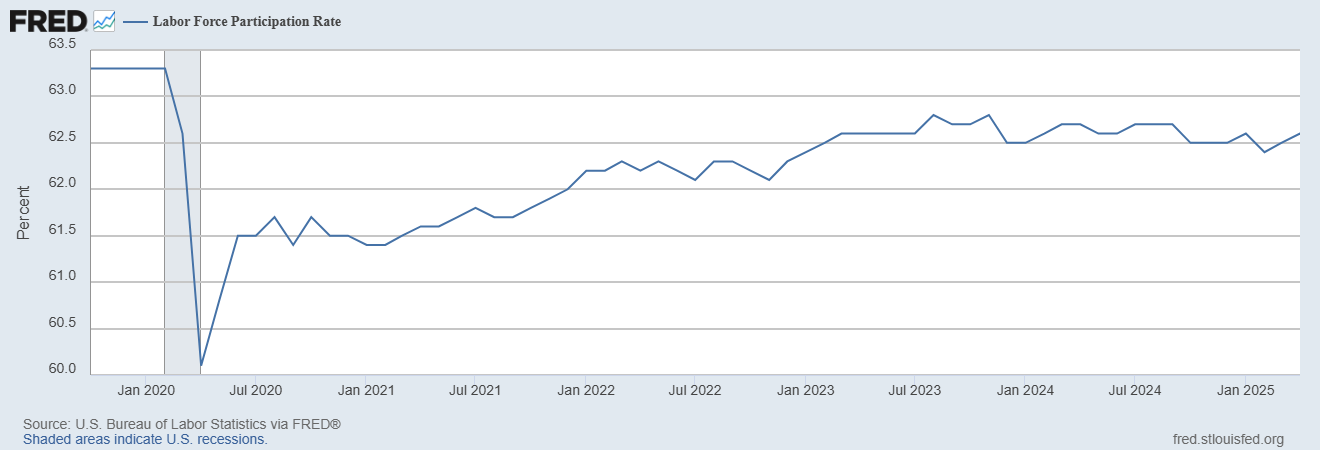 FRED® Labor Force Participation Rate
63.5
63.0
62.5
62.0
61.5
61.0
60.5
60.0
Percent
Jan 2020 Jul 2020 Jan 2021 Jul 2021 Jan 2022 Jul 2022 Jan 2023 Jul 2023 Jan 2024 Jul 2024 Jan 2025
Source: U.S. Bureau of Labor Statistics via FRED®
Shaded areas indicate U.S. recessions.
fred.stlouisfed.org